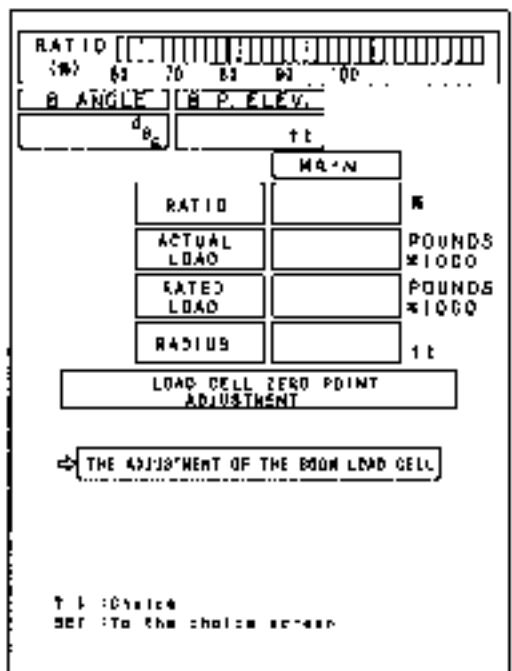 RATIO
(%) 60 70 80 90 100
B. ANGLE B. P. ELEV.
deg ft
MAIN
RATIO %
ACTUAL LOAD POUNDS
*1000
RATED LOAD POUNDS
*1000
RADIUS ft
LOAD CELL ZERO POINT
ADJUSTMENT
⇨ THE ADJUSTMENT OF THE BOOM LOAD CELL
↑ ↓ :Choice
SET :To the choice screen